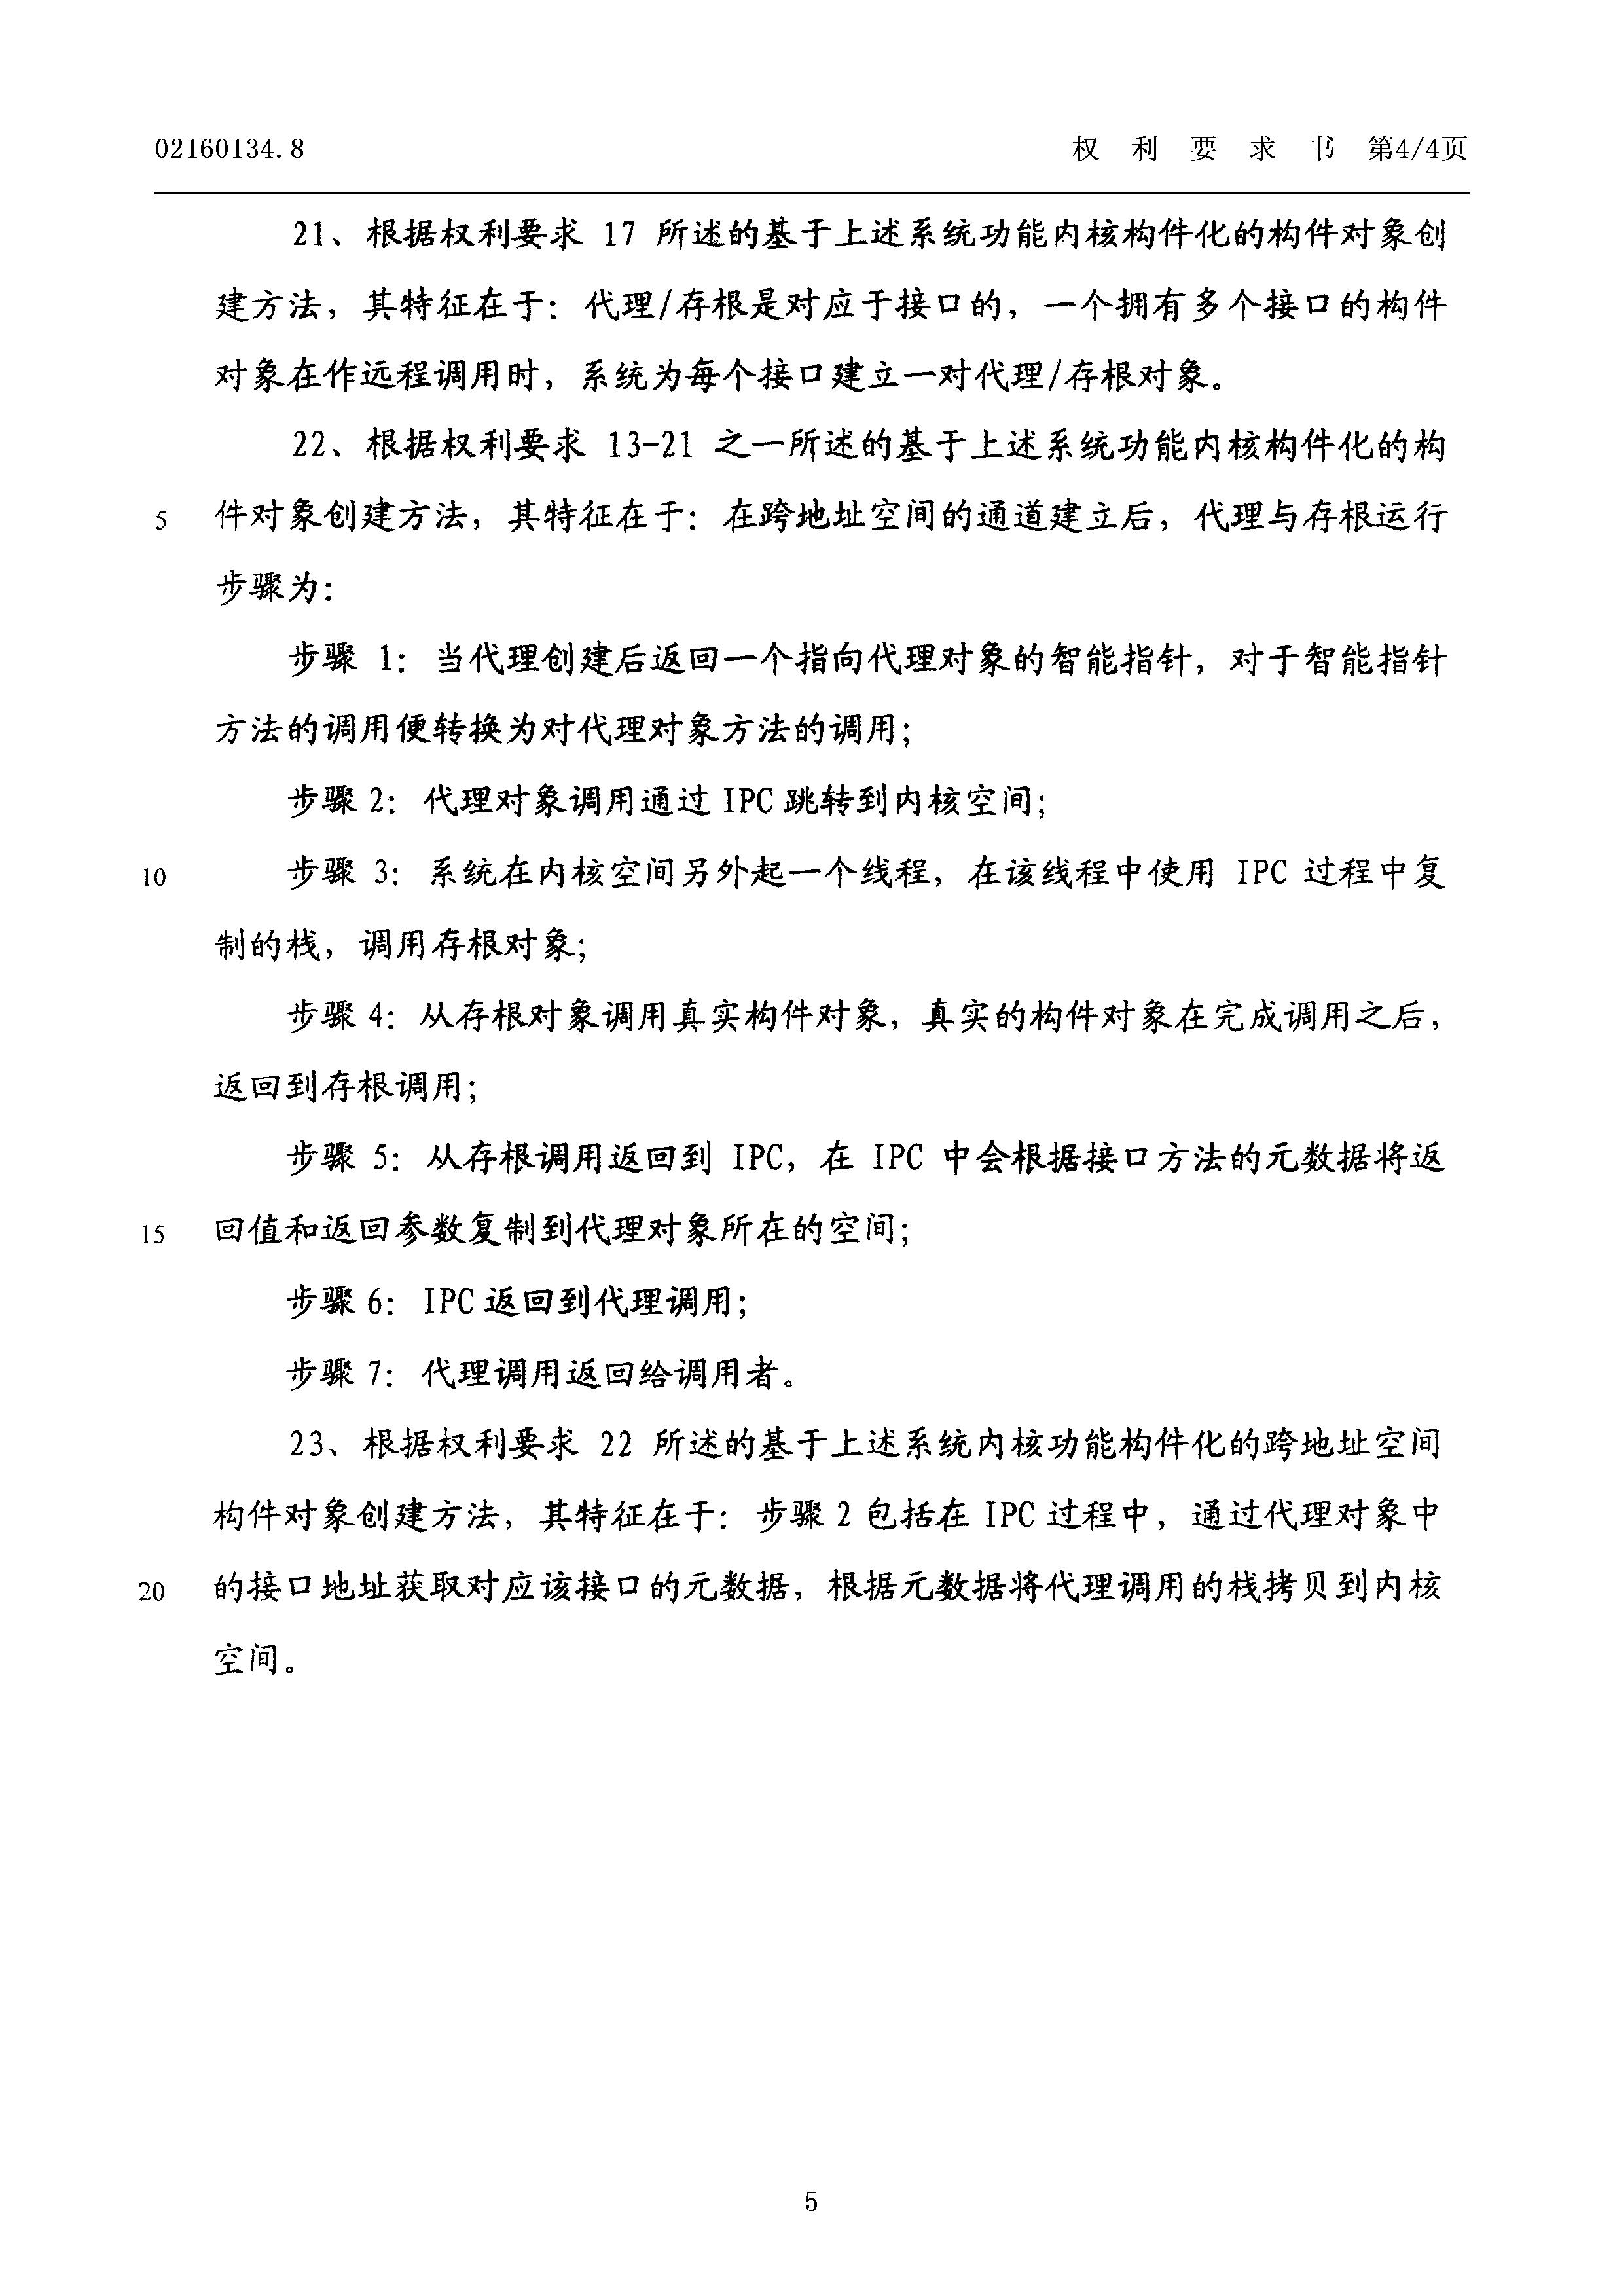 02160134.8 权 利 要 求 书 第4/4页
21、根据权利要求 17 所述的基于上述系统功能内核构件化的构件对象创
建方法，其特征在于：代理/存根是对应于接口的，一个拥有多个接口的构件
对象在作远程调用时，系统为每个接口建立一对代理/存根对象。
22、根据权利要求 13-21 之一所述的基于上述系统功能内核构件化的构
5 件对象创建方法，其特征在于：在跨地址空间的通道建立后，代理与存根运行
步骤为：
步骤 1：当代理创建后返回一个指向代理对象的智能指针，对于智能指针
方法的调用便转换为对代理对象方法的调用；
步骤 2：代理对象调用通过 IPC 跳转到内核空间；
10 步骤 3：系统在内核空间另外起一个线程，在该线程中使用 IPC 过程中复
制的栈，调用存根对象；
步骤 4：从存根对象调用真实构件对象，真实的构件对象在完成调用之后，
返回到存根调用；
步骤 5：从存根调用返回到 IPC，在 IPC 中会根据接口方法的元数据将返
15 回值和返回参数复制到代理对象所在的空间；
步骤 6：IPC 返回到代理调用；
步骤 7：代理调用返回给调用者。
23、根据权利要求 22 所述的基于上述系统内核功能构件化的跨地址空间
构件对象创建方法，其特征在于：步骤 2 包括在 IPC 过程中，通过代理对象中
20 的接口地址获取对应该接口的元数据，根据元数据将代理调用的栈拷贝到内核
空间。
5